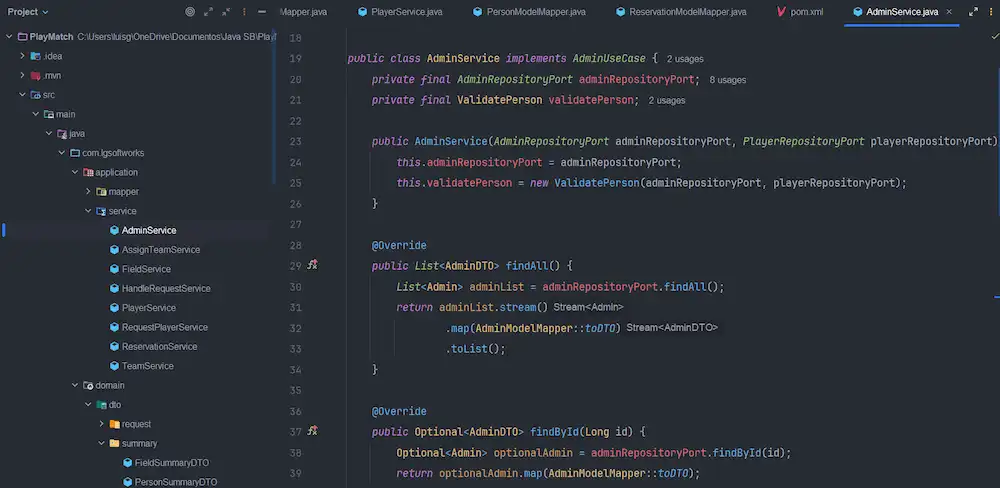 Project
Mapper.java
PlayerService.java
PersonModelMapper.java
ReservationModelMapper.java
pom.xml
AdminService.java
PlayMatch C:\Users\luisg\OneDrive\Documentos\Java SB\Play
.idea
.mvn
src
main
java
com.lgsoftworks
application
mapper
service
AdminService
AssignTeamService
FieldService
HandleRequestService
PlayerService
RequestPlayerService
ReservationService
TeamService
domain
dto
request
summary
FieldSummaryDTO
PersonSummaryDTO
18
19 public class AdminService implements AdminUseCase { 2 usages
20 private final AdminRepositoryPort adminRepositoryPort; 8 usages
21 private final ValidatePerson validatePerson; 2 usages
22
23 public AdminService(AdminRepositoryPort adminRepositoryPort, PlayerRepositoryPort playerRepositoryPort)
24 this.adminRepositoryPort = adminRepositoryPort;
25 this.validatePerson = new ValidatePerson(adminRepositoryPort, playerRepositoryPort);
26 }
27
28 @Override
29 public List<AdminDTO> findAll() {
30 List<Admin> adminList = adminRepositoryPort.findAll();
31 return adminList.stream() Stream<Admin>
32 .map(AdminModelMapper::toDTO) Stream<AdminDTO>
33 .toList();
34 }
35
36 @Override
37 public Optional<AdminDTO> findById(Long id) {
38 Optional<Admin> optionalAdmin = adminRepositoryPort.findById(id);
39 return optionalAdmin.map(AdminModelMapper::toDTO);